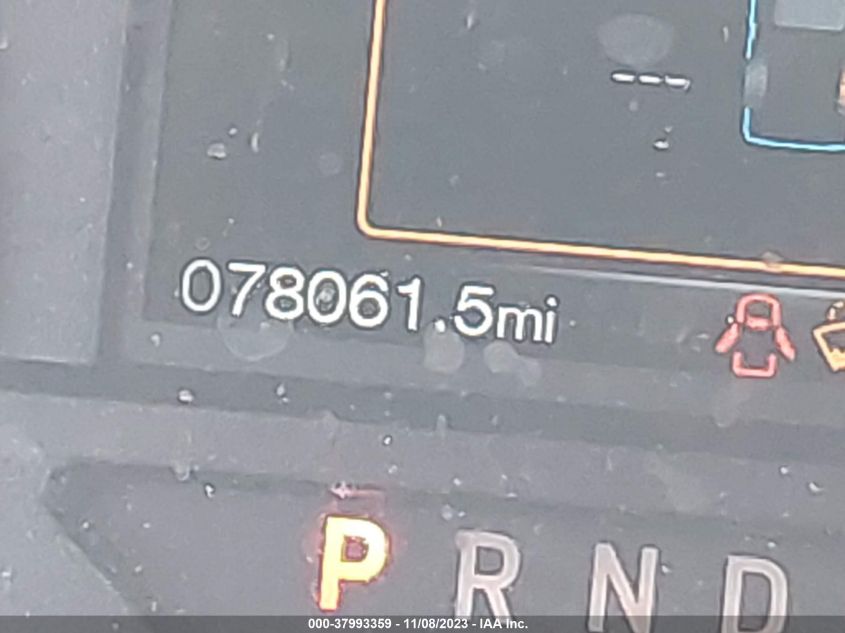 ---
078061.5mi
P R N D
000-37993359 - 11/08/2023 - IAA Inc.